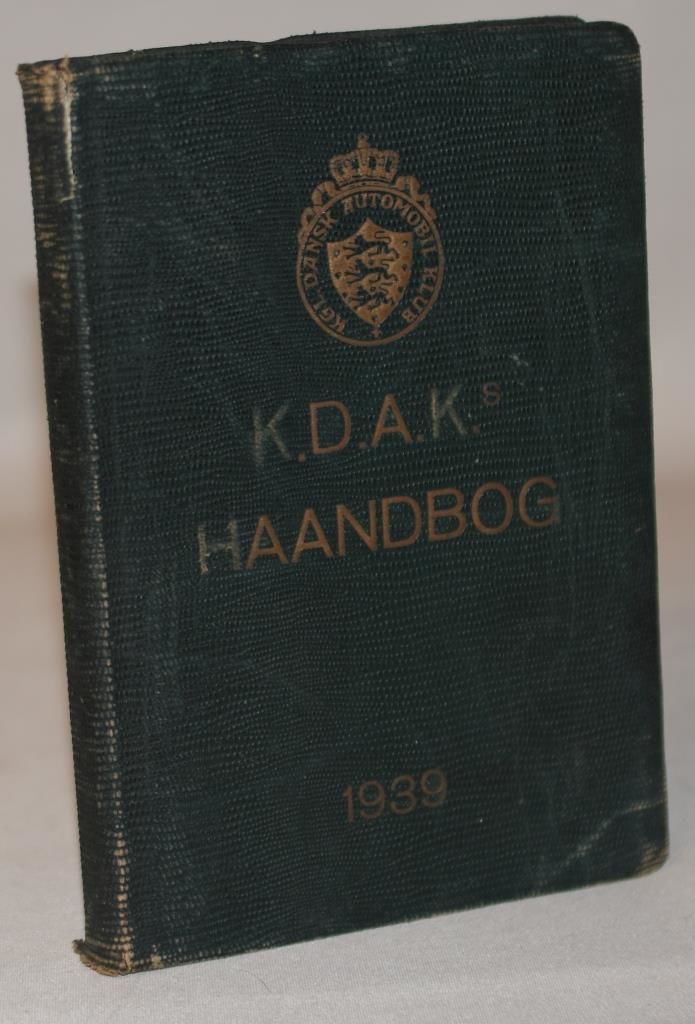 KGL. DANSK AUTOMOBIL KLUB
K.D.A.K.s
HAANDBOG
1939